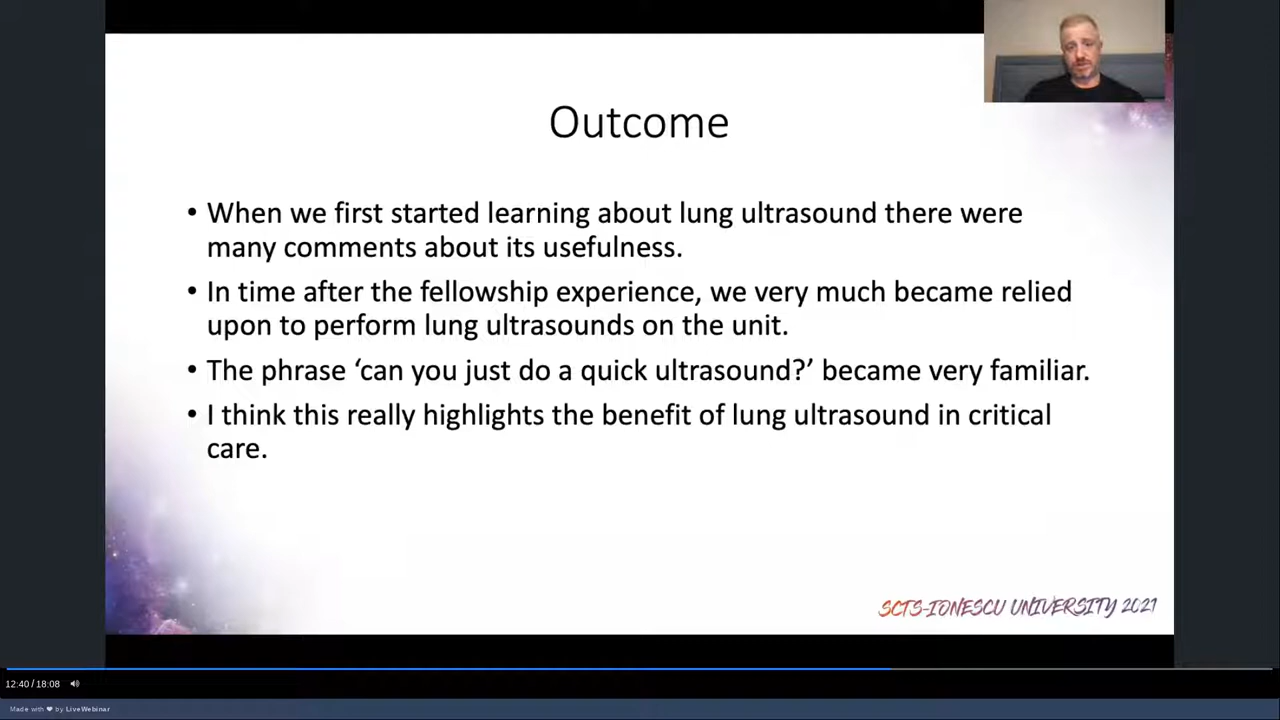 Outcome
• When we first started learning about lung ultrasound there were
many comments about its usefulness.
• In time after the fellowship experience, we very much became relied
upon to perform lung ultrasounds on the unit.
• The phrase ‘can you just do a quick ultrasound?’ became very familiar.
• I think this really highlights the benefit of lung ultrasound in critical
care.
SCTS-IONESCU UNIVERSITY 2021
12:40 / 18:08
Made with ❤ by LiveWebinar